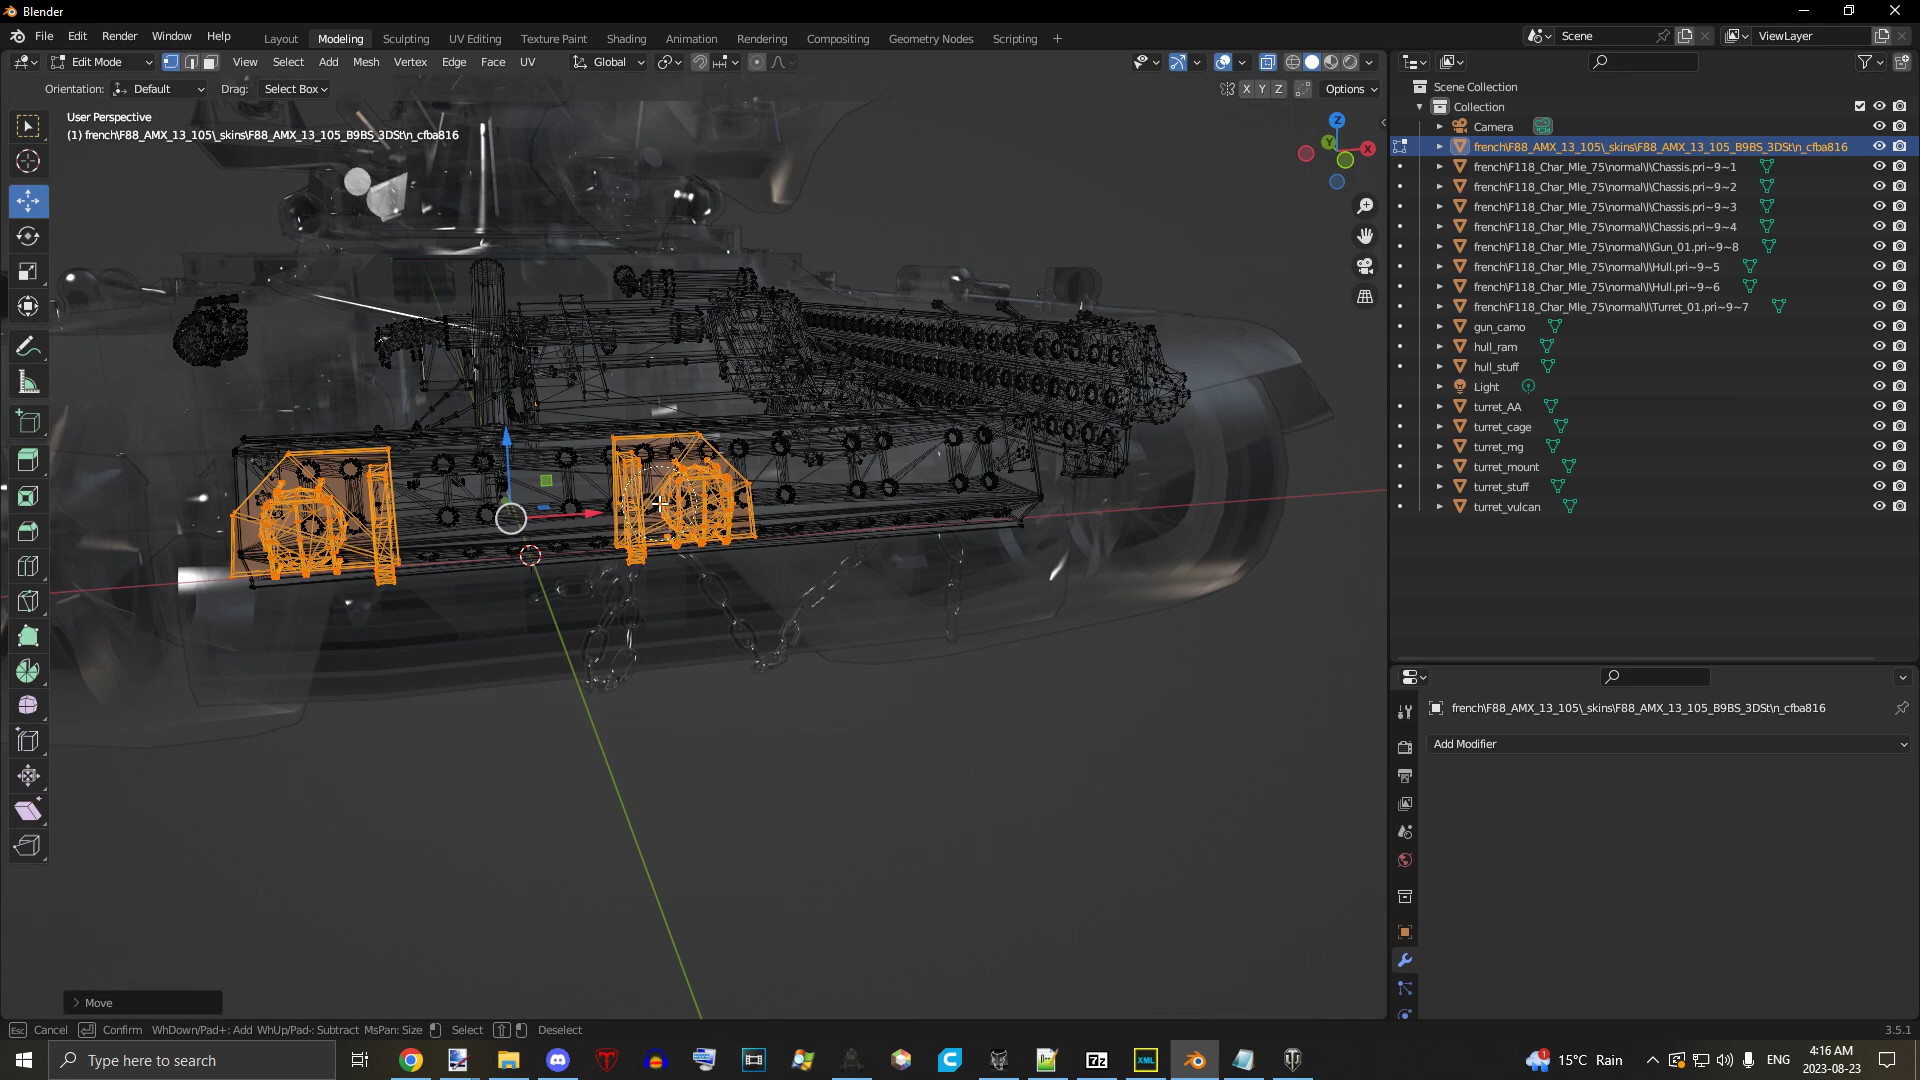 Blender
File Edit Render Window Help
Layout Modeling Sculpting UV Editing Texture Paint Shading Animation Rendering Compositing Geometry Nodes Scripting +
Scene
ViewLayer
Edit Mode
View Select Add Mesh Vertex Edge Face UV
Global
Orientation: Default Drag: Select Box
X Y Z
Options
User Perspective
(1) french\F88_AMX_13_105\_skins\F88_AMX_13_105_B9BS_3DSt\n_cfba816
Z
Y
X
Scene Collection
Collection
Camera
french\F88_AMX_13_105\_skins\F88_AMX_13_105_B9BS_3DSt\n_cfba816
french\F118_Char_Mle_75\normal\l\Chassis.pri~9~1
french\F118_Char_Mle_75\normal\l\Chassis.pri~9~2
french\F118_Char_Mle_75\normal\l\Chassis.pri~9~3
french\F118_Char_Mle_75\normal\l\Chassis.pri~9~4
french\F118_Char_Mle_75\normal\l\Gun_01.pri~9~8
french\F118_Char_Mle_75\normal\l\Hull.pri~9~5
french\F118_Char_Mle_75\normal\l\Hull.pri~9~6
french\F118_Char_Mle_75\normal\l\Turret_01.pri~9~7
gun_camo
hull_ram
hull_stuff
Light
turret_AA
turret_cage
turret_mg
turret_mount
turret_stuff
turret_vulcan
french\F88_AMX_13_105\_skins\F88_AMX_13_105_B9BS_3DSt\n_cfba816
Add Modifier
Move
Esc Cancel Confirm WhDown/Pad+: Add WhUp/Pad-: Subtract MsPan: Size Select Deselect
3.5.1
Type here to search
7z
XML
1
15°C Rain
ENG
4:16 AM
2023-08-23